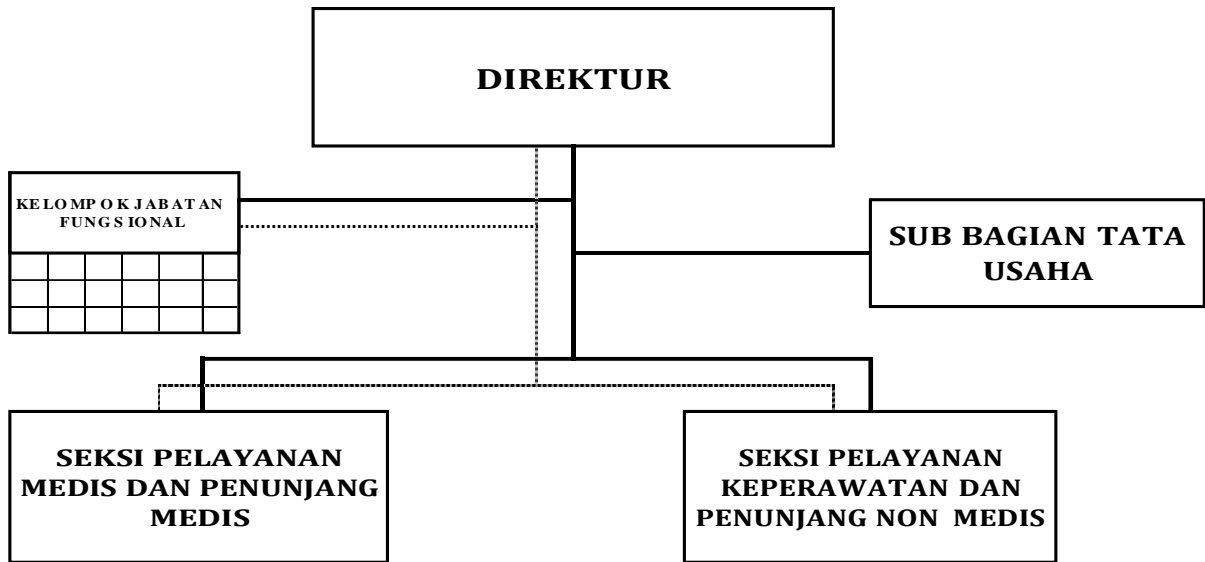 DIREKTUR
KELOMPOK JABATAN
FUNGSIONAL
SUB BAGIAN TATA
USAHA
SEKSI PELAYANAN
MEDIS DAN PENUNJANG
MEDIS
SEKSI PELAYANAN
KEPERAWATAN DAN
PENUNJANG NON MEDIS